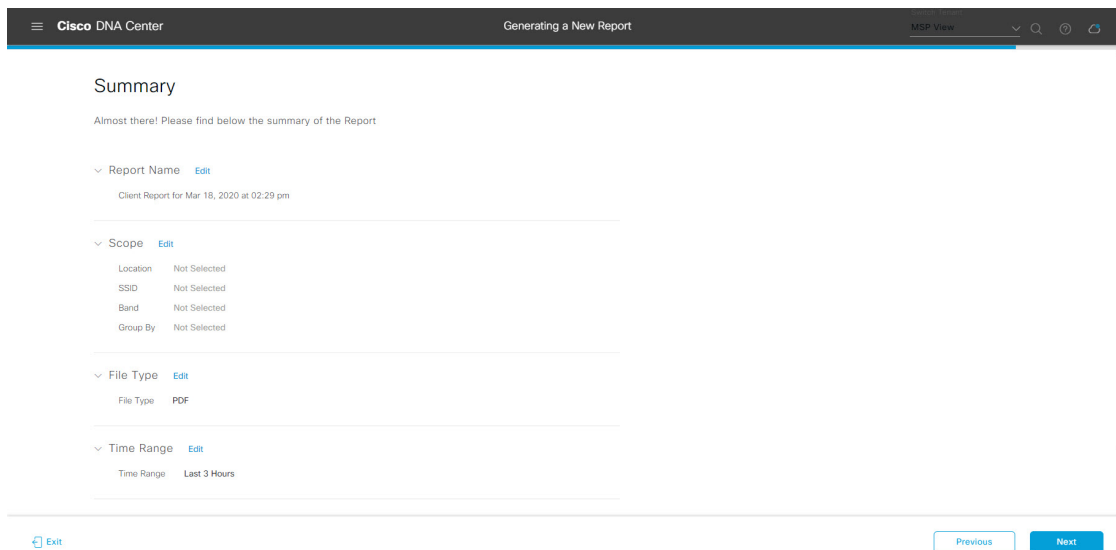 Cisco DNA Center
Generating a New Report
MSP View
Summary
Almost there! Please find below the summary of the Report
Report Name Edit
Client Report for Mar 18, 2020 at 02:29 pm
Scope Edit
Location Not Selected
SSID Not Selected
Band Not Selected
Group By Not Selected
File Type Edit
File Type PDF
Time Range Edit
Time Range Last 3 Hours
Exit
Previous
Next